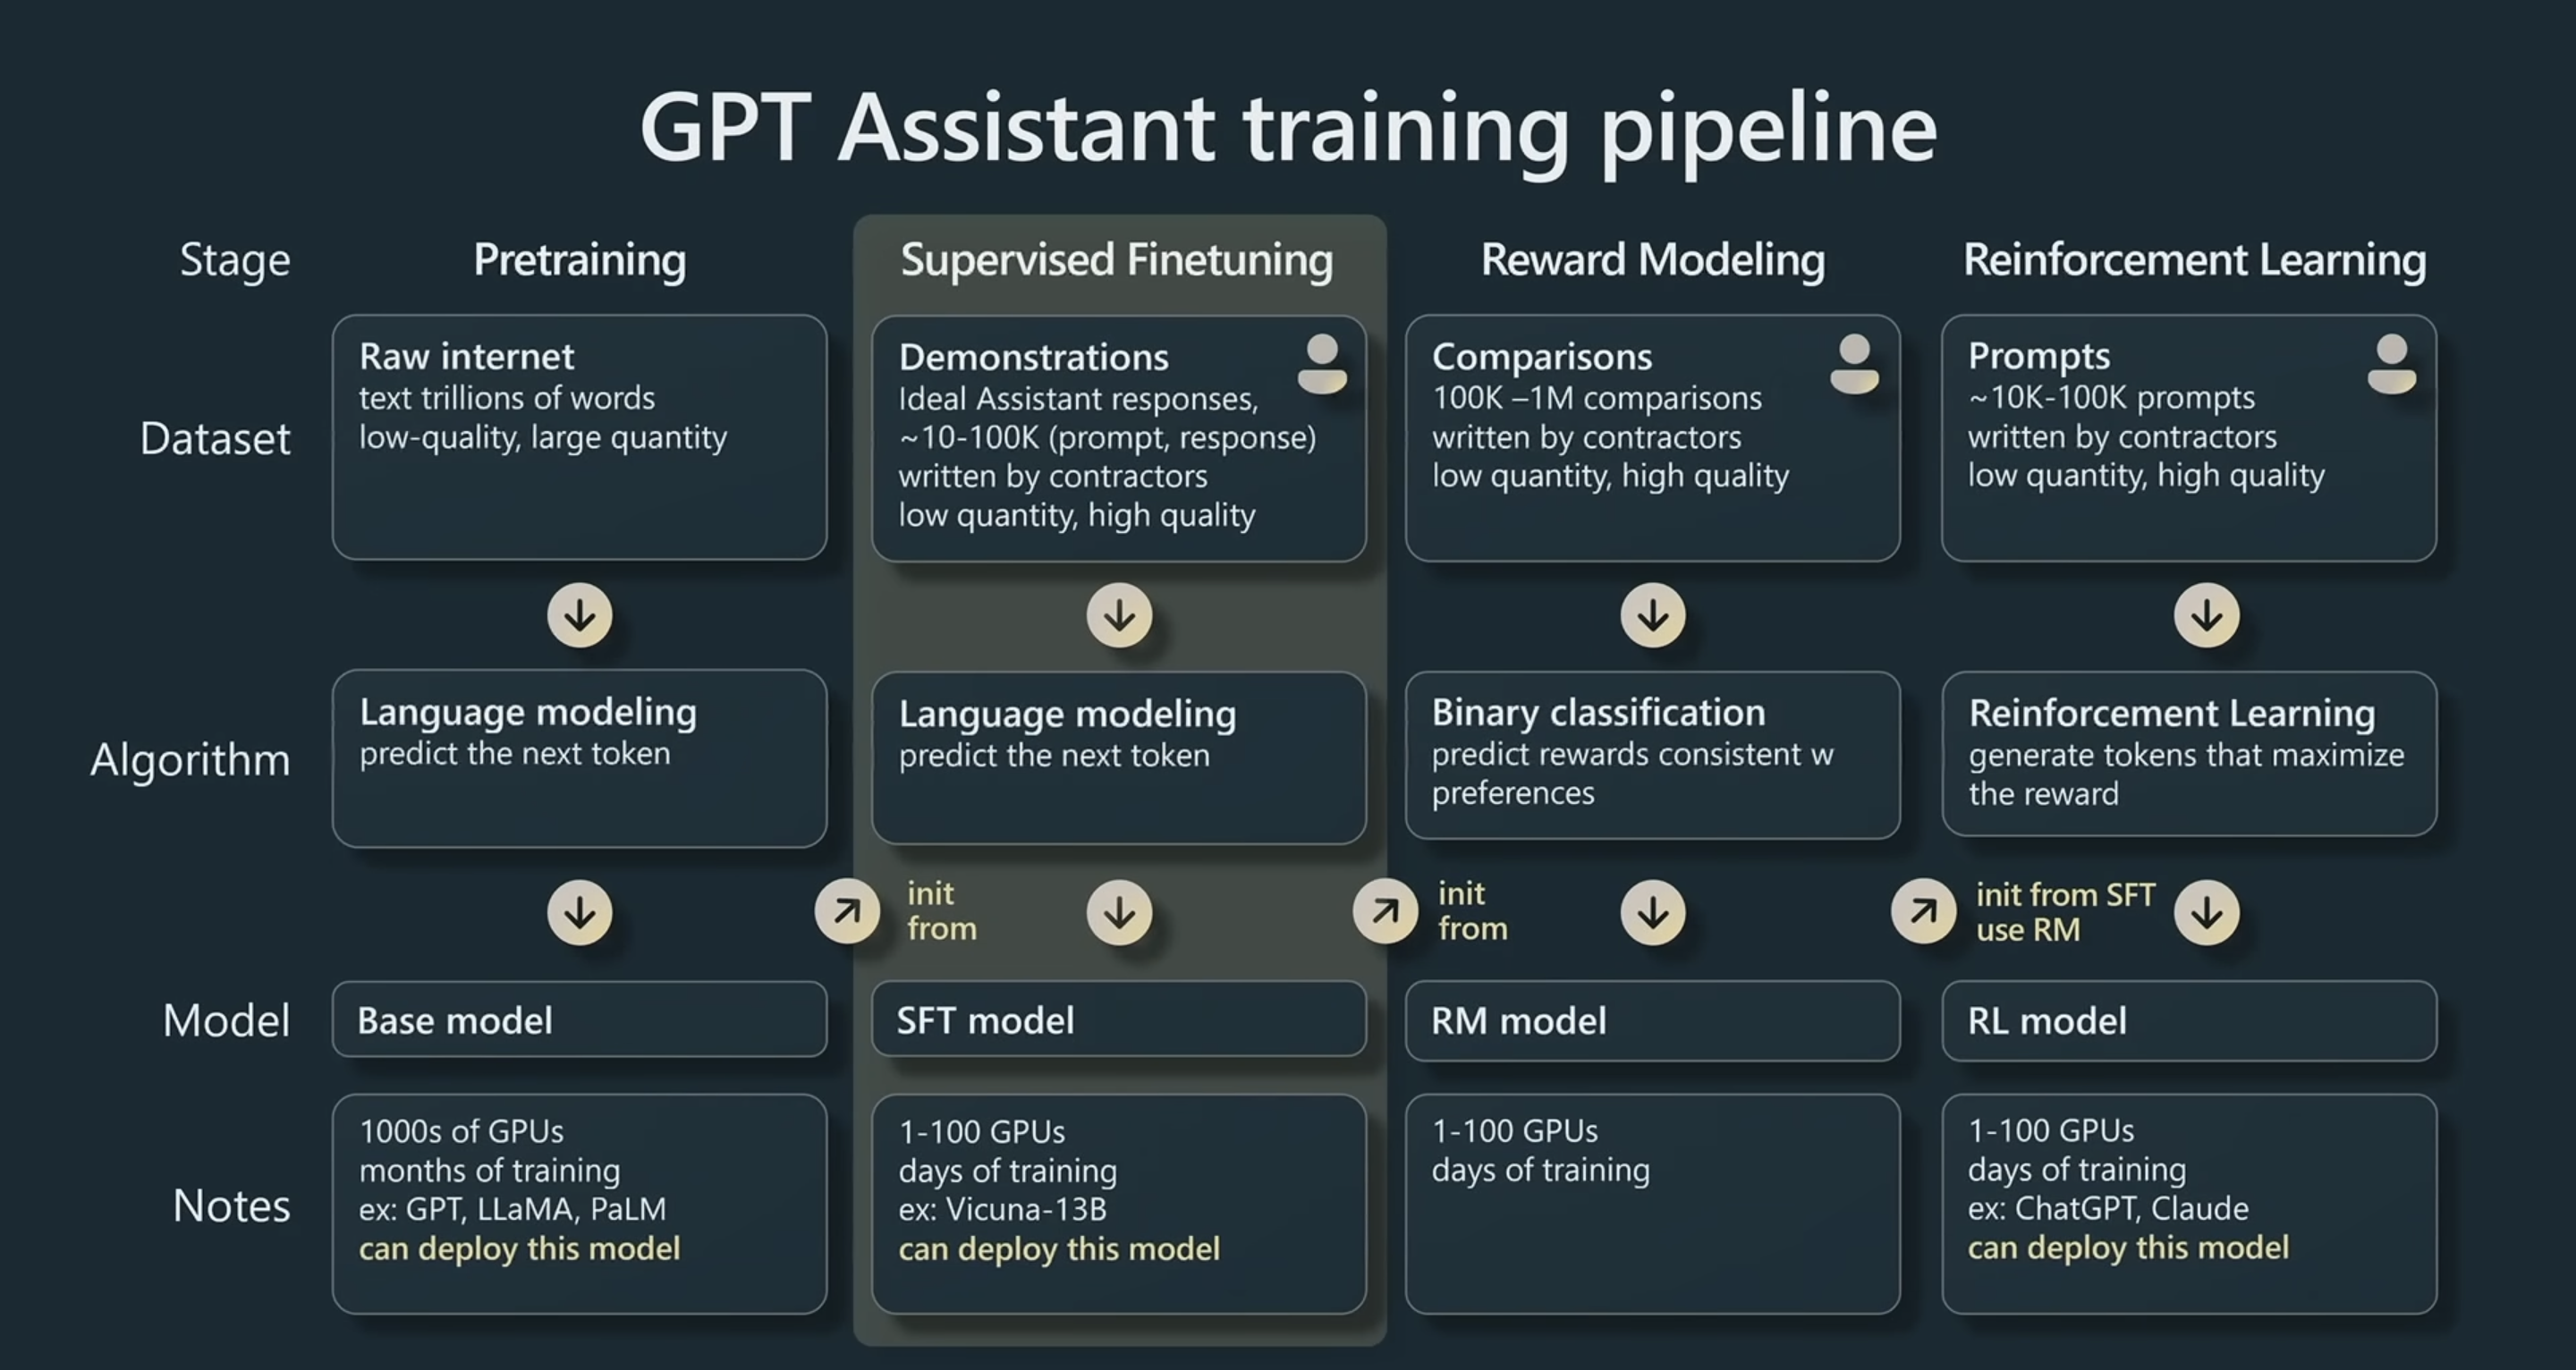 GPT Assistant training pipeline
Stage
Pretraining
Supervised Finetuning
Reward Modeling
Reinforcement Learning
Dataset
Raw internet
text trillions of words
low-quality, large quantity
Demonstrations
Ideal Assistant responses,
~10-100K (prompt, response)
written by contractors
low quantity, high quality
Comparisons
100K –1M comparisons
written by contractors
low quantity, high quality
Prompts
~10K-100K prompts
written by contractors
low quantity, high quality
Algorithm
Language modeling
predict the next token
Language modeling
predict the next token
Binary classification
predict rewards consistent w
preferences
Reinforcement Learning
generate tokens that maximize
the reward
init
from
init
from
init from SFT
use RM
Model
Base model
SFT model
RM model
RL model
Notes
1000s of GPUs
months of training
ex: GPT, LLaMA, PaLM
can deploy this model
1-100 GPUs
days of training
ex: Vicuna-13B
can deploy this model
1-100 GPUs
days of training
1-100 GPUs
days of training
ex: ChatGPT, Claude
can deploy this model